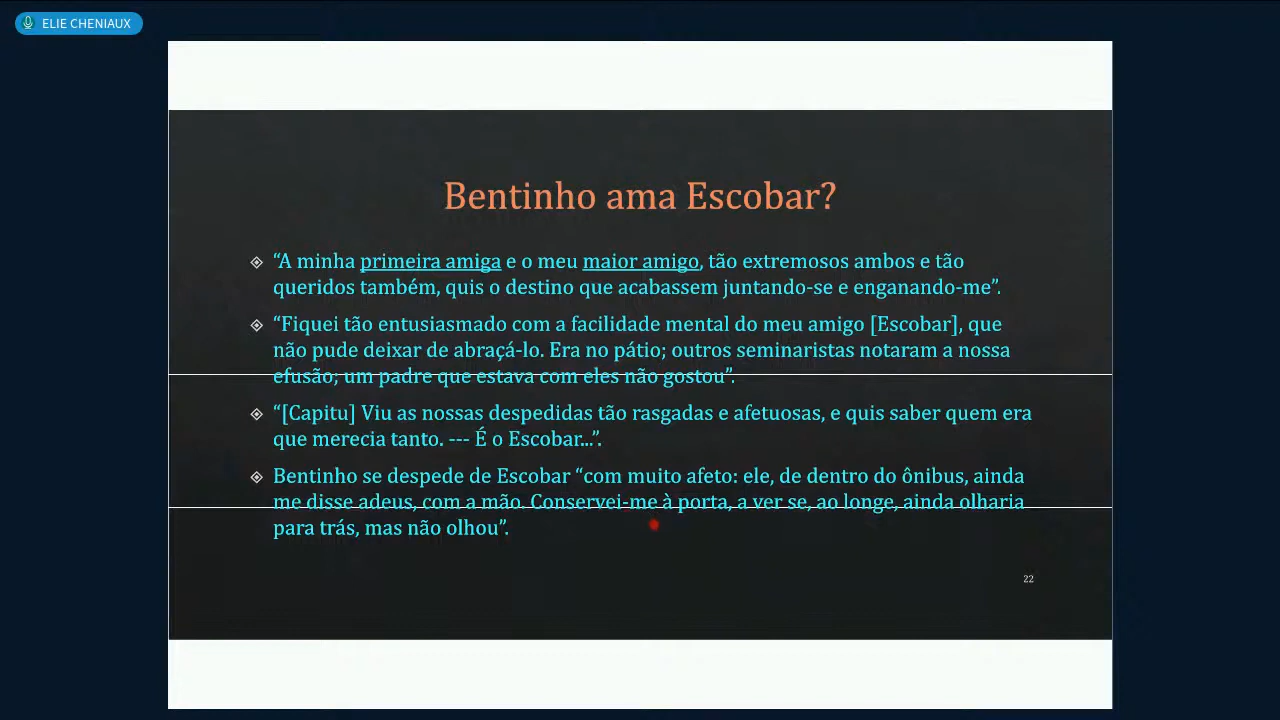 ELIE CHENIAUX
Bentinho ama Escobar?
“A minha primeira amiga e o meu maior amigo, tão extremosos ambos e tão
queridos também, quis o destino que acabassem juntando-se e enganando-me”.
“Fiquei tão entusiasmado com a facilidade mental do meu amigo [Escobar], que
não pude deixar de abraçá-lo. Era no pátio; outros seminaristas notaram a nossa
efusão; um padre que estava com eles não gostou”.
“[Capitu] Viu as nossas despedidas tão rasgadas e afetuosas, e quis saber quem era
que merecia tanto. --- É o Escobar...”.
Bentinho se despede de Escobar “com muito afeto: ele, de dentro do ônibus, ainda
me disse adeus, com a mão. Conservei-me à porta, a ver se, ao longe, ainda olharia
para trás, mas não olhou”.
22